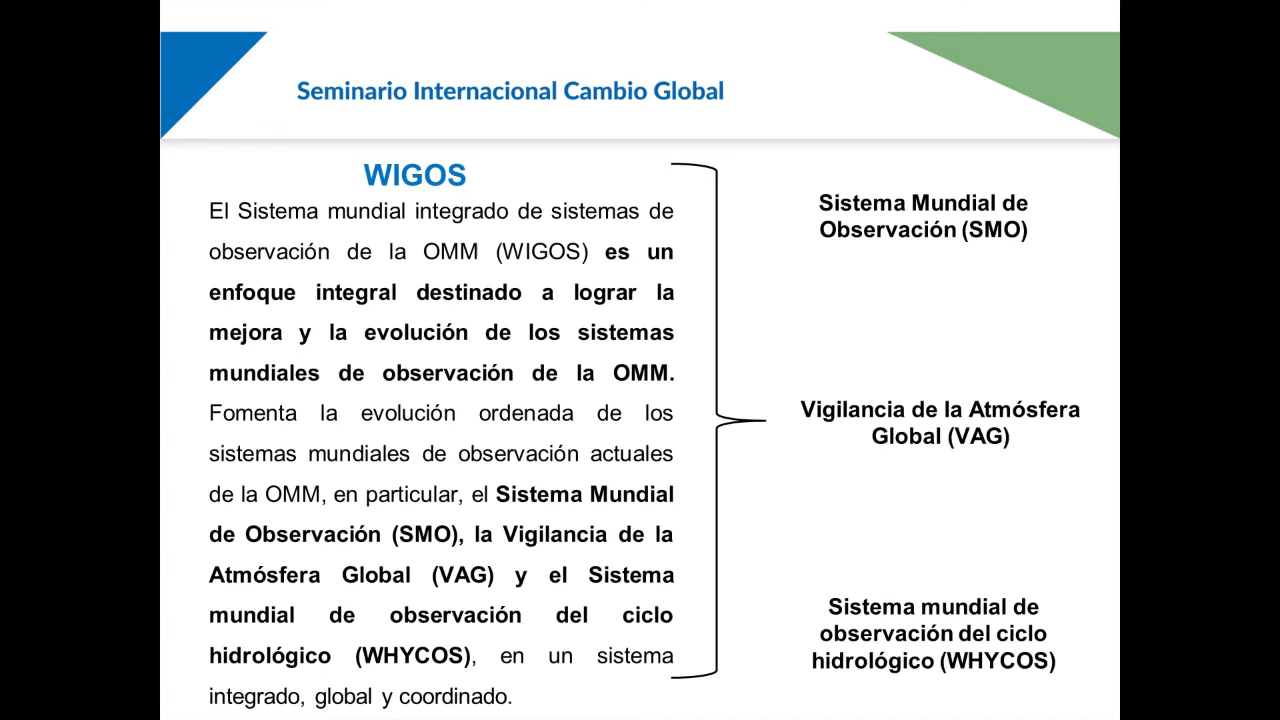 Seminario Internacional Cambio Global
WIGOS
El Sistema mundial integrado de sistemas de
observación de la OMM (WIGOS) es un
enfoque integral destinado a lograr la
mejora y la evolución de los sistemas
mundiales de observación de la OMM.
Fomenta la evolución ordenada de los
sistemas mundiales de observación actuales
de la OMM, en particular, el Sistema Mundial
de Observación (SMO), la Vigilancia de la
Atmósfera Global (VAG) y el Sistema
mundial de observación del ciclo
hidrológico (WHYCOS), en un sistema
integrado, global y coordinado.
Sistema Mundial de
Observación (SMO)
Vigilancia de la Atmósfera
Global (VAG)
Sistema mundial de
observación del ciclo
hidrológico (WHYCOS)